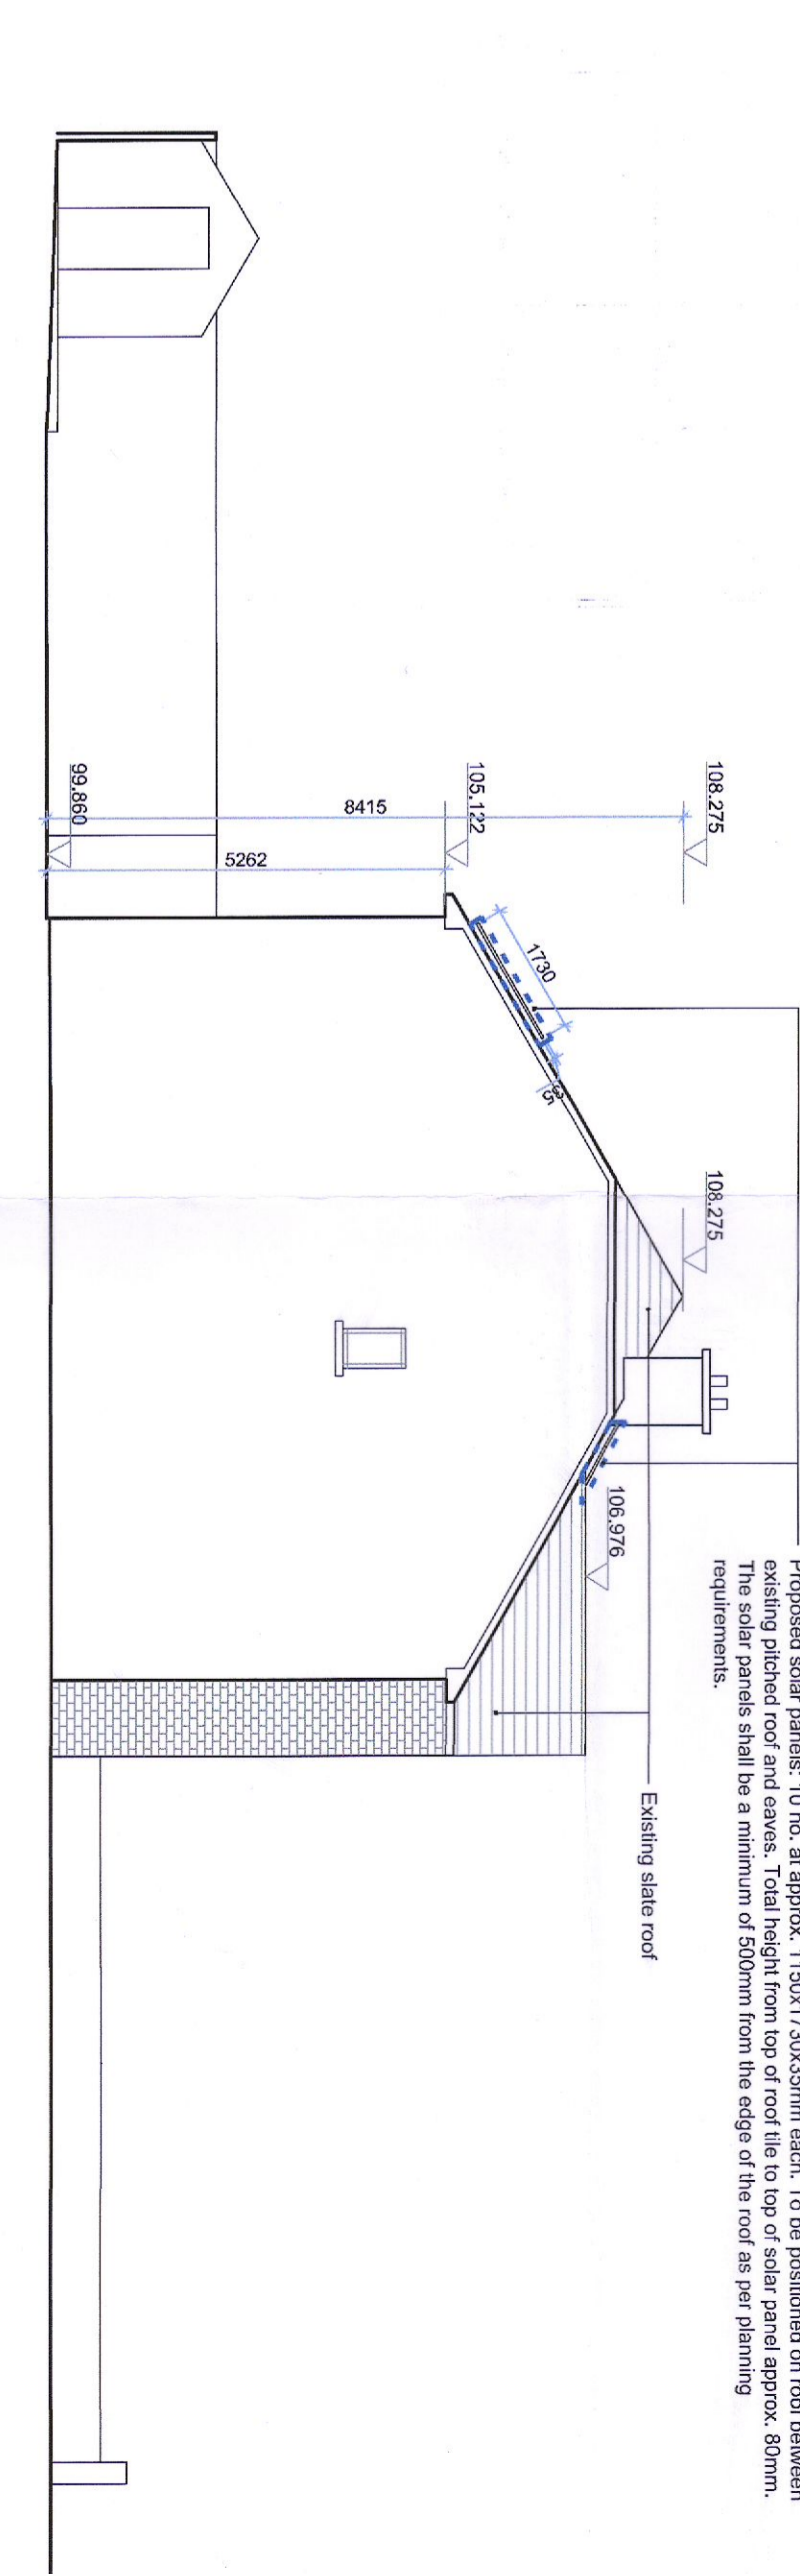 Proposed solar panels: 10 no. at approx. 1150x1730x35mm each. To be positioned on roof between
existing pitched roof and eaves. Total height from top of roof tile to top of solar panel approx. 80mm.
The solar panels shall be a minimum of 500mm from the edge of the roof as per planning
requirements.
108.275
108.275
105.122
106.976
99.860
8415
5262
1730
35
Existing slate roof